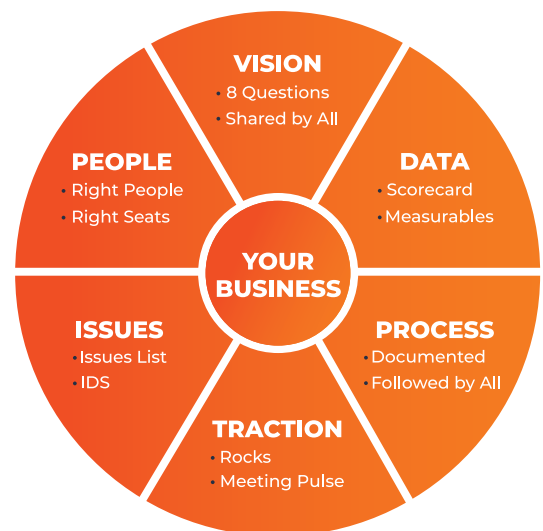 VISION
• 8 Questions
• Shared by All
PEOPLE
• Right People
• Right Seats
DATA
• Scorecard
• Measurables
YOUR
BUSINESS
ISSUES
• Issues List
• IDS
PROCESS
• Documented
• Followed by All
TRACTION
• Rocks
• Meeting Pulse